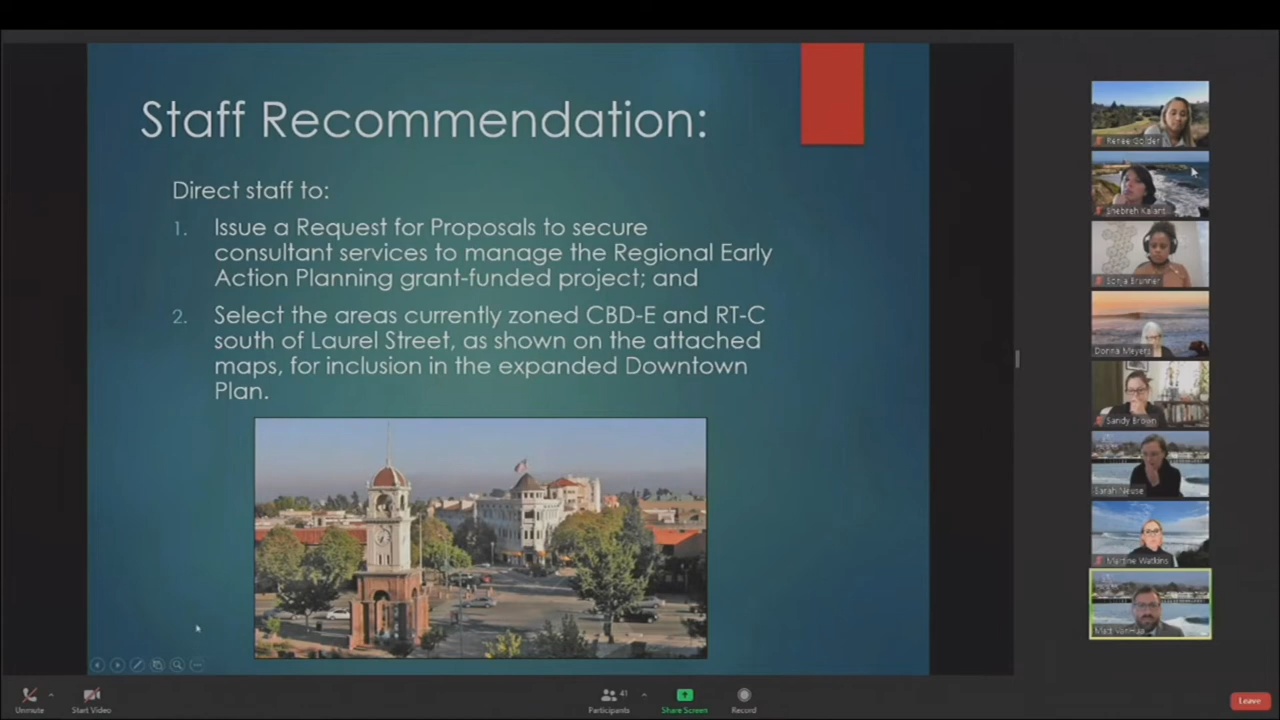 Staff Recommendation:
Direct staff to:
1. Issue a Request for Proposals to secure
consultant services to manage the Regional Early
Action Planning grant-funded project; and
2. Select the areas currently zoned CBD-E and RT-C
south of Laurel Street, as shown on the attached
maps, for inclusion in the expanded Downtown
Plan.
Renee Golder
Shebreh Kalant
Sonja Brunner
Donna Meyers
Sandy Brown
Sarah Neuse
Martine Watkins
Matt
Unmute
Start Video
Participants
41
Share Screen
Record
Leave